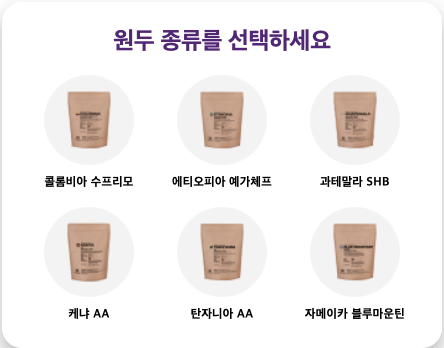 원두 종류를 선택하세요
콜롬비아 수프리모
에티오피아 예가체프
과테말라 SHB
케냐 AA
탄자니아 AA
자메이카 블루마운틴